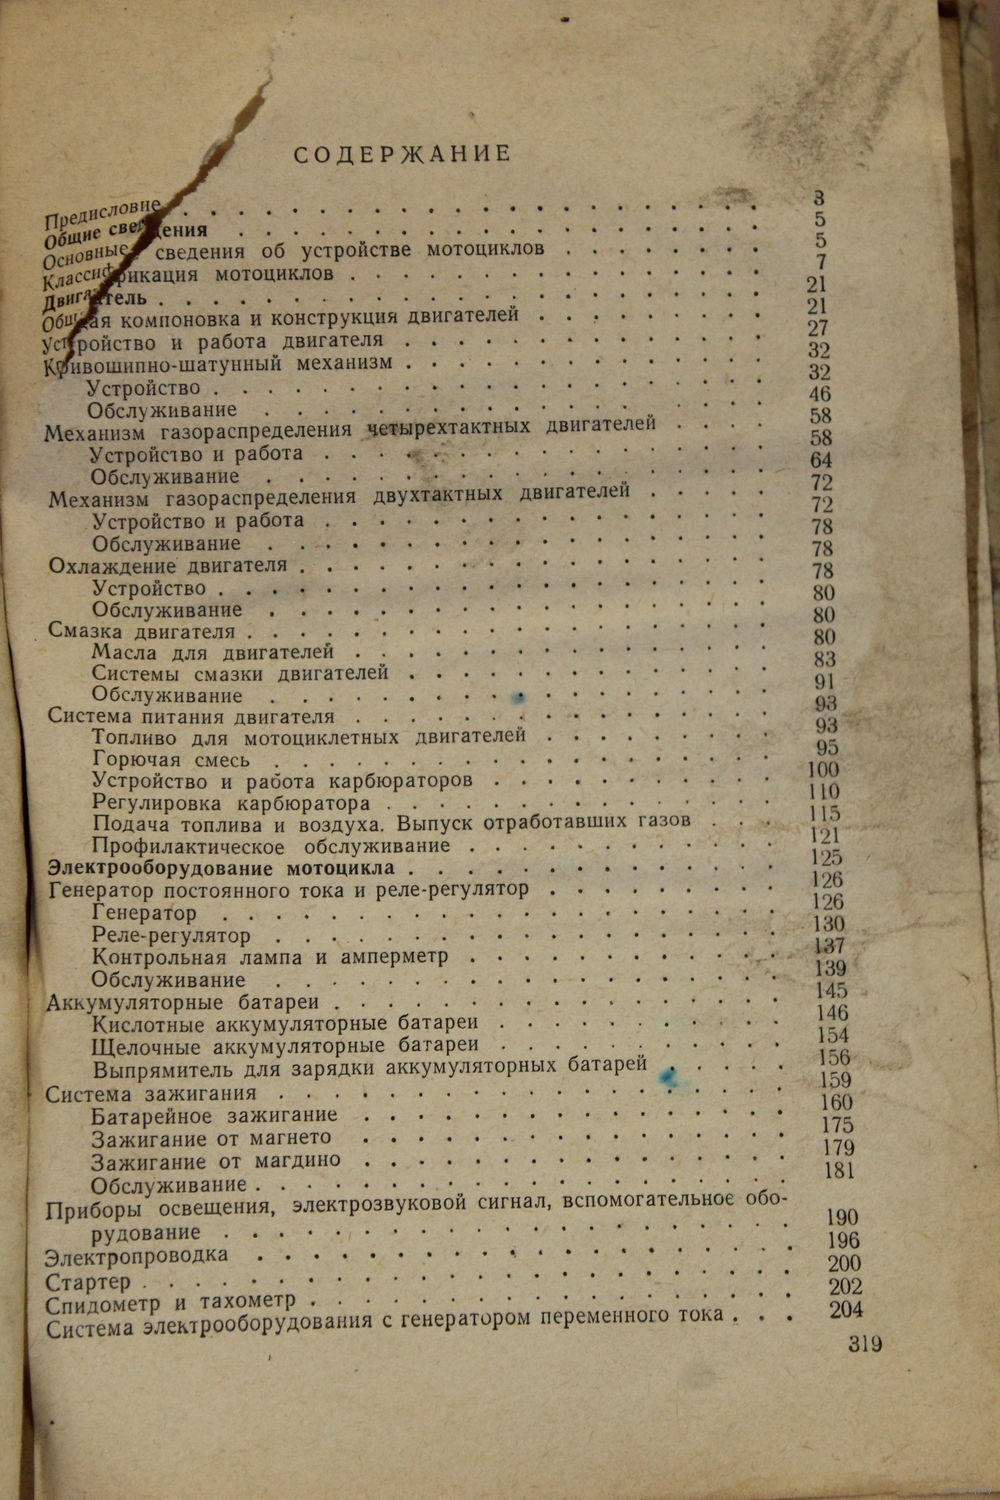 СОДЕРЖАНИЕ
Предисловие . . . . . . . . . . 3
Общие сведения . . . . . . . . . . 5
Основные сведения об устройстве мотоциклов . . . . . . . . 5
Классификация мотоциклов . . . . . . . . . . 7
Двигатель . . . . . . . . . . 21
Общая компоновка и конструкция двигателей . . . . . . . . . 21
Устройство и работа двигателя . . . . . . . . . . 27
Кривошипно-шатунный механизм . . . . . . . . . . 32
Устройство . . . . . . . . . . 32
Обслуживание . . . . . . . . . . 46
Механизм газораспределения четырехтактных двигателей . . . . 58
Устройство и работа . . . . . . . . . . 58
Обслуживание . . . . . . . . . . 64
Механизм газораспределения двухтактных двигателей . . . . . 72
Устройство и работа . . . . . . . . . . 72
Обслуживание . . . . . . . . . . 78
Охлаждение двигателя . . . . . . . . . . 78
Устройство . . . . . . . . . . 78
Обслуживание . . . . . . . . . . 80
Смазка двигателя . . . . . . . . . . 80
Масла для двигателей . . . . . . . . . . 80
Системы смазки двигателей . . . . . . . . . . 83
Обслуживание . . . . . . . . . . 91
Система питания двигателя . . . . . . . . . . 93
Топливо для мотоциклетных двигателей . . . . . . . . . 93
Горючая смесь . . . . . . . . . . 95
Устройство и работа карбюраторов . . . . . . . . . . 100
Регулировка карбюратора . . . . . . . . . . 110
Подача топлива и воздуха. Выпуск отработавших газов . . . 115
Профилактическое обслуживание . . . . . . . . . . 121
Электрооборудование мотоцикла . . . . . . . . . . 125
Генератор постоянного тока и реле-регулятор . . . . . . . . . 126
Генератор . . . . . . . . . . 126
Реле-регулятор . . . . . . . . . . 130
Контрольная лампа и амперметр . . . . . . . . . . 137
Обслуживание . . . . . . . . . . 139
Аккумуляторные батареи . . . . . . . . . . 145
Кислотные аккумуляторные батареи . . . . . . . . . . 146
Щелочные аккумуляторные батареи . . . . . . . . . . 154
Выпрямитель для зарядки аккумуляторных батарей . . . . . 156
Система зажигания . . . . . . . . . . 159
Батарейное зажигание . . . . . . . . . . 160
Зажигание от магнето . . . . . . . . . . 175
Зажигание от магдино . . . . . . . . . . 179
Обслуживание . . . . . . . . . . 181
Приборы освещения, электрозвуковой сигнал, вспомогательное обо-
рудование . . . . . . . . . . 190
Электропроводка . . . . . . . . . . 196
Стартер . . . . . . . . . . 200
Спидометр и тахометр . . . . . . . . . . 202
Система электрооборудования с генератором переменного тока . . . 204
319